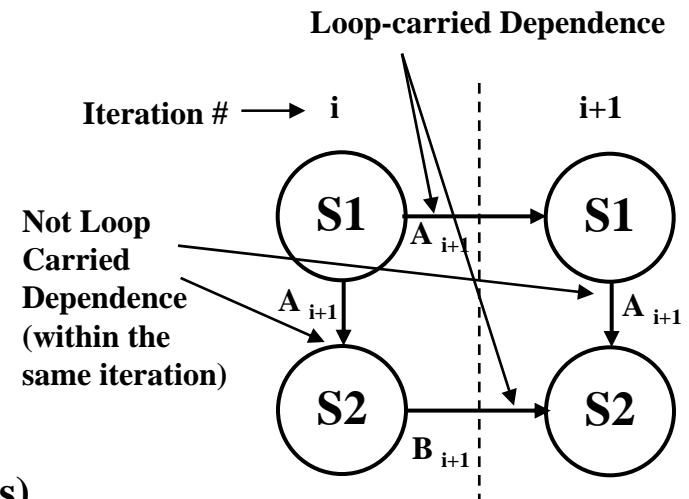 Loop-carried Dependence
Iteration # i i+1
S1 S1
Not Loop
Carried
Dependence
(within the
same iteration)
A i+1
A i+1
A i+1
S2 S2
B i+1
s)